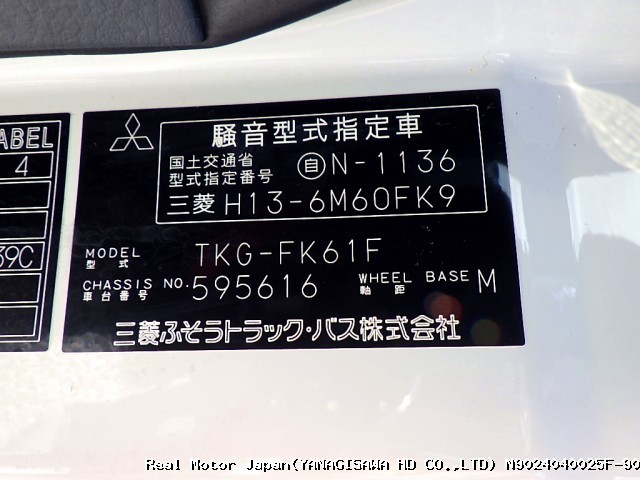 ABEL
4
39C
騒音型式指定車
国土交通省
型式指定番号
自 N-1136
三菱 H13-6M60FK9
MODEL TKG-FK61F
型式
CHASSIS NO. 595616 WHEEL BASE M
車台番号 軸距
三菱ふそうトラック・バス株式会社
Real Motor Japan(YANAGISAWA HD CO.,LTD) N9024040025F-90